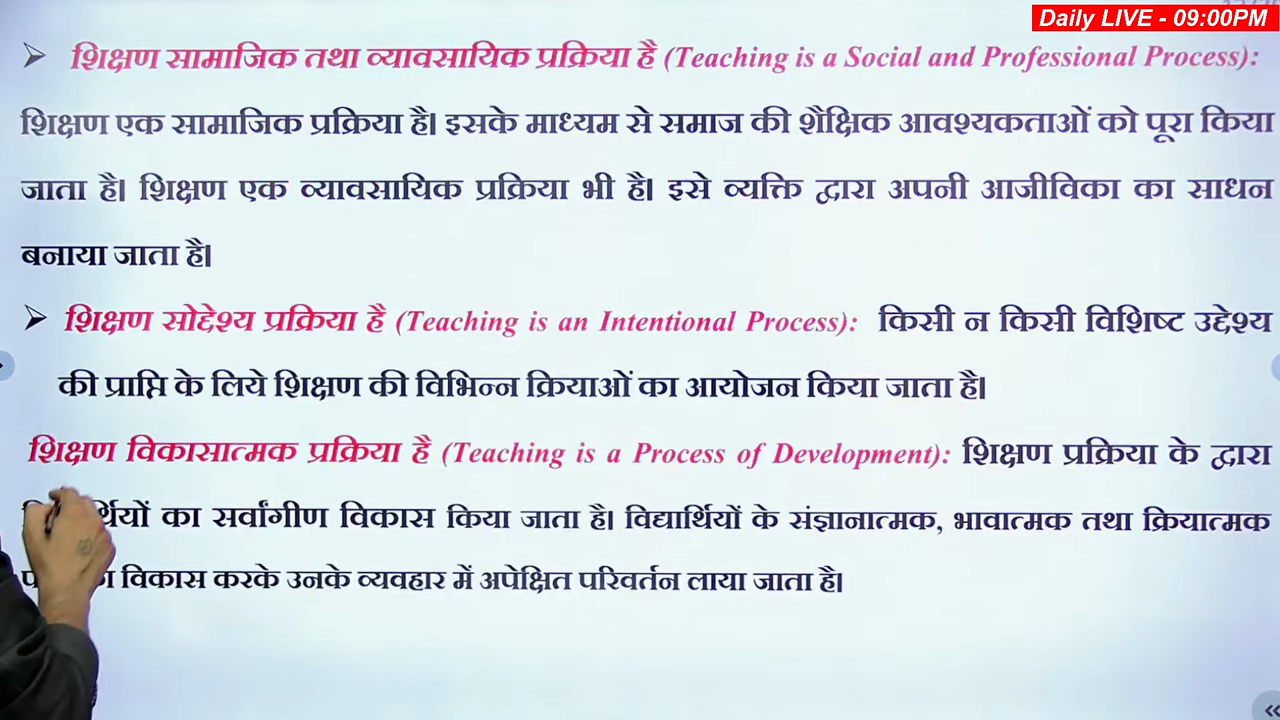 Daily LIVE - 09:00PM
➢ शिक्षण सामाजिक तथा व्यावसायिक प्रक्रिया है (Teaching is a Social and Professional Process):
शिक्षण एक सामाजिक प्रक्रिया है। इसके माध्यम से समाज की शैक्षिक आवश्यकताओं को पूरा किया
जाता है। शिक्षण एक व्यावसायिक प्रक्रिया भी है। इसे व्यक्ति द्वारा अपनी आजीविका का साधन
बनाया जाता है।
➢ शिक्षण सोद्देश्य प्रक्रिया है (Teaching is an Intentional Process): किसी न किसी विशिष्ट उद्देश्य
की प्राप्ति के लिये शिक्षण की विभिन्न क्रियाओं का आयोजन किया जाता है।
शिक्षण विकासात्मक प्रक्रिया है (Teaching is a Process of Development): शिक्षण प्रक्रिया के द्वारा
का सर्वांगीण विकास किया जाता है। विद्यार्थियों के संज्ञानात्मक, भावात्मक तथा क्रियात्मक
विकास करके उनके व्यवहार में अपेक्षित परिवर्तन लाया जाता है।